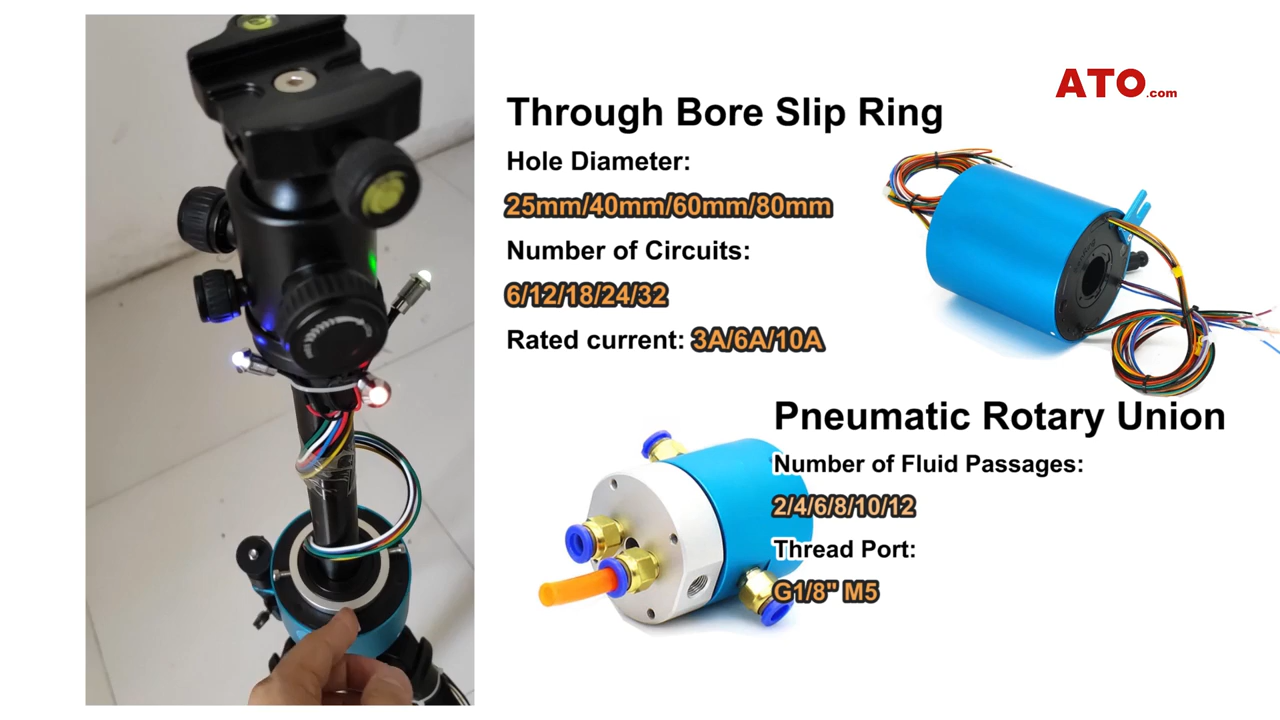 ATO.com
Through Bore Slip Ring
Hole Diameter:
25mm/40mm/60mm/80mm
Number of Circuits:
6/12/18/24/32
Rated current: 3A/6A/10A
Pneumatic Rotary Union
Number of Fluid Passages:
2/4/6/8/10/12
Thread Port:
G1/8" M5